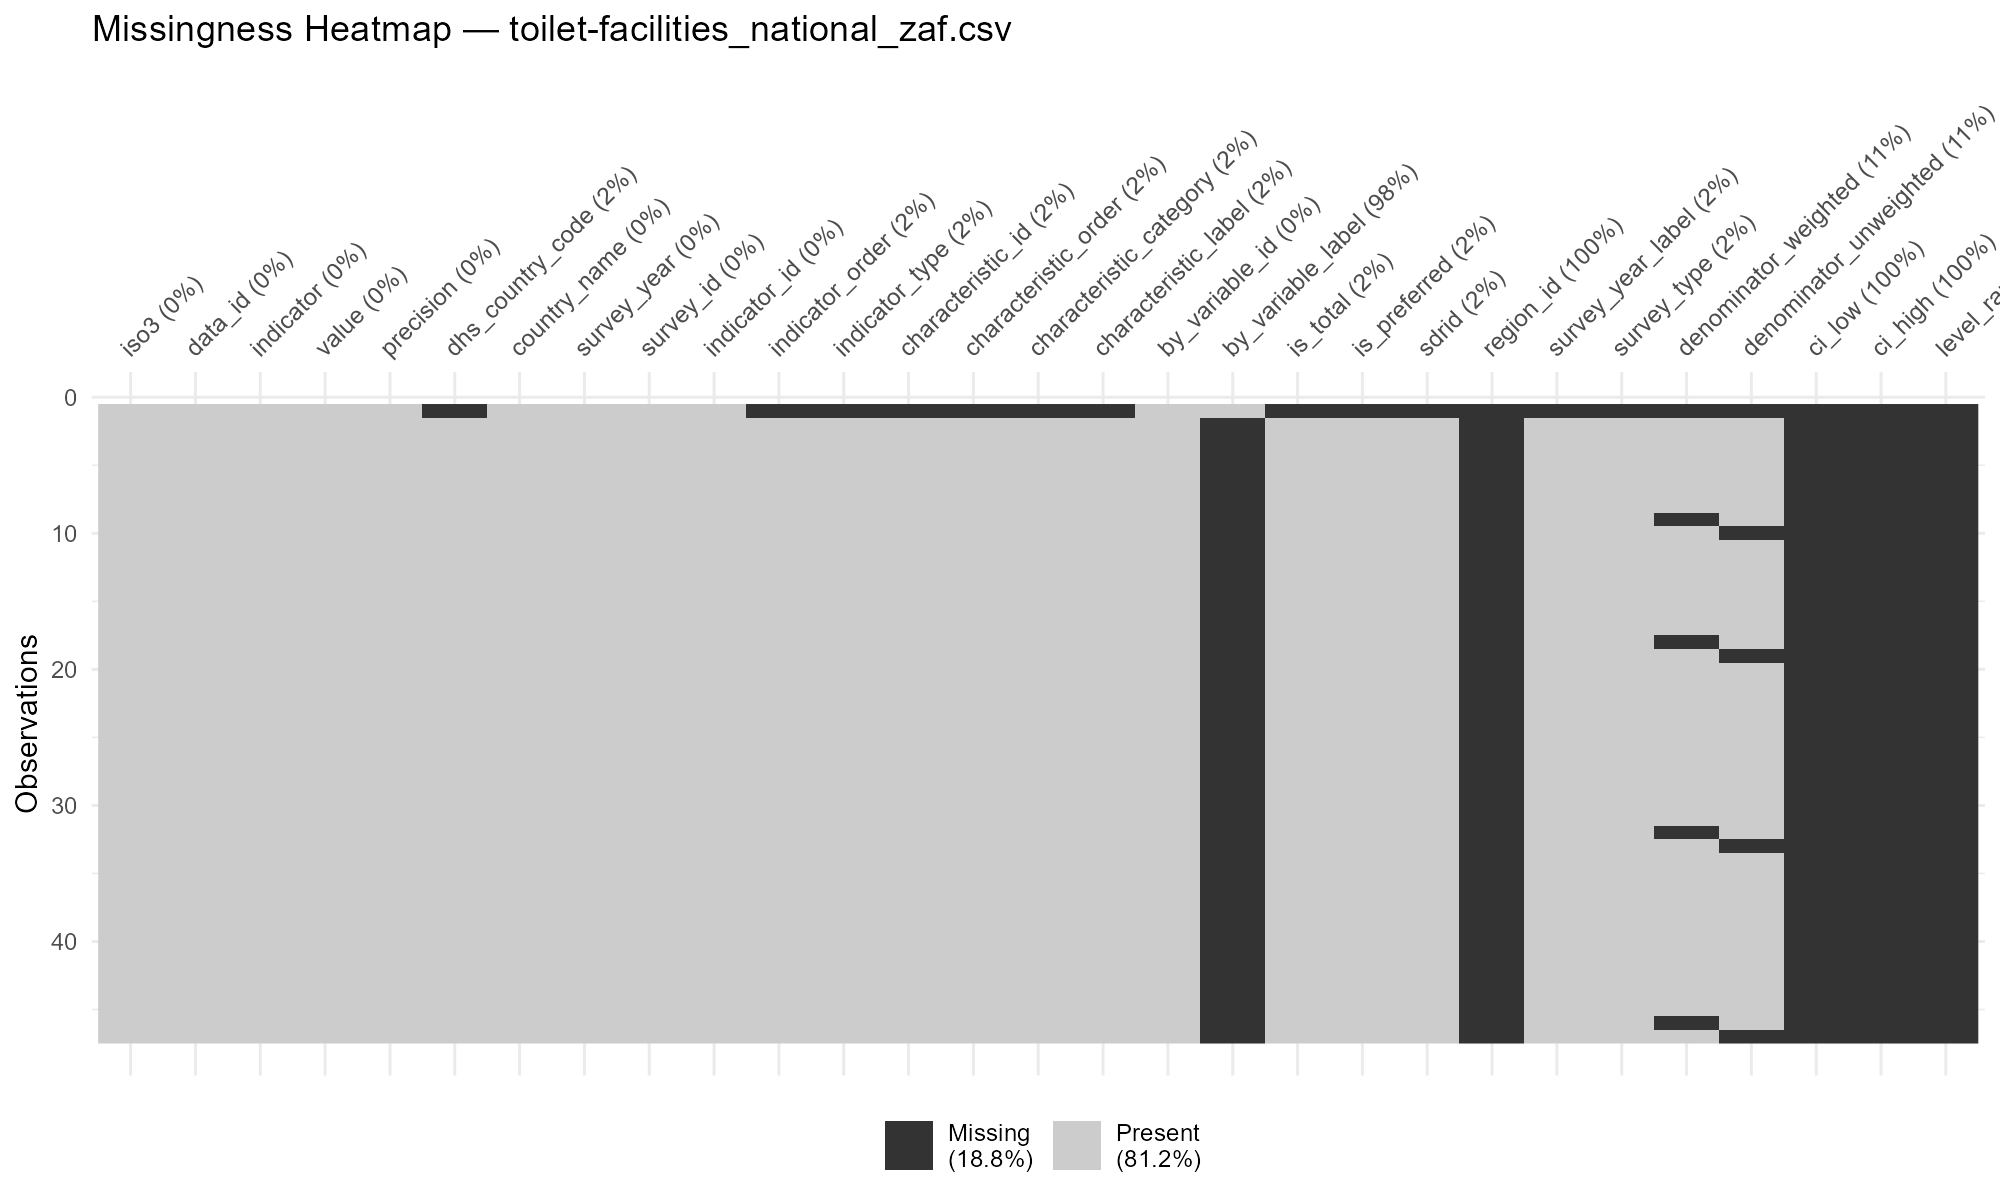 Missingness Heatmap — toilet-facilities_national_zaf.csv
iso3 (0%)
data_id (0%)
indicator (0%)
value (0%)
precision (0%)
dhs_country_code (2%)
country_name (0%)
survey_year (0%)
survey_id (0%)
indicator_id (0%)
indicator_order (2%)
indicator_type (2%)
characteristic_id (2%)
characteristic_order (2%)
characteristic_category (2%)
characteristic_label (2%)
by_variable_id (0%)
by_variable_label (98%)
is_total (2%)
is_preferred (2%)
sdrid (2%)
region_id (100%)
survey_year_label (2%)
survey_type (2%)
denominator_weighted (11%)
denominator_unweighted (11%)
ci_low (100%)
ci_high (100%)
0
10
20
30
40
Observations
Missing
(18.8%)
Present
(81.2%)